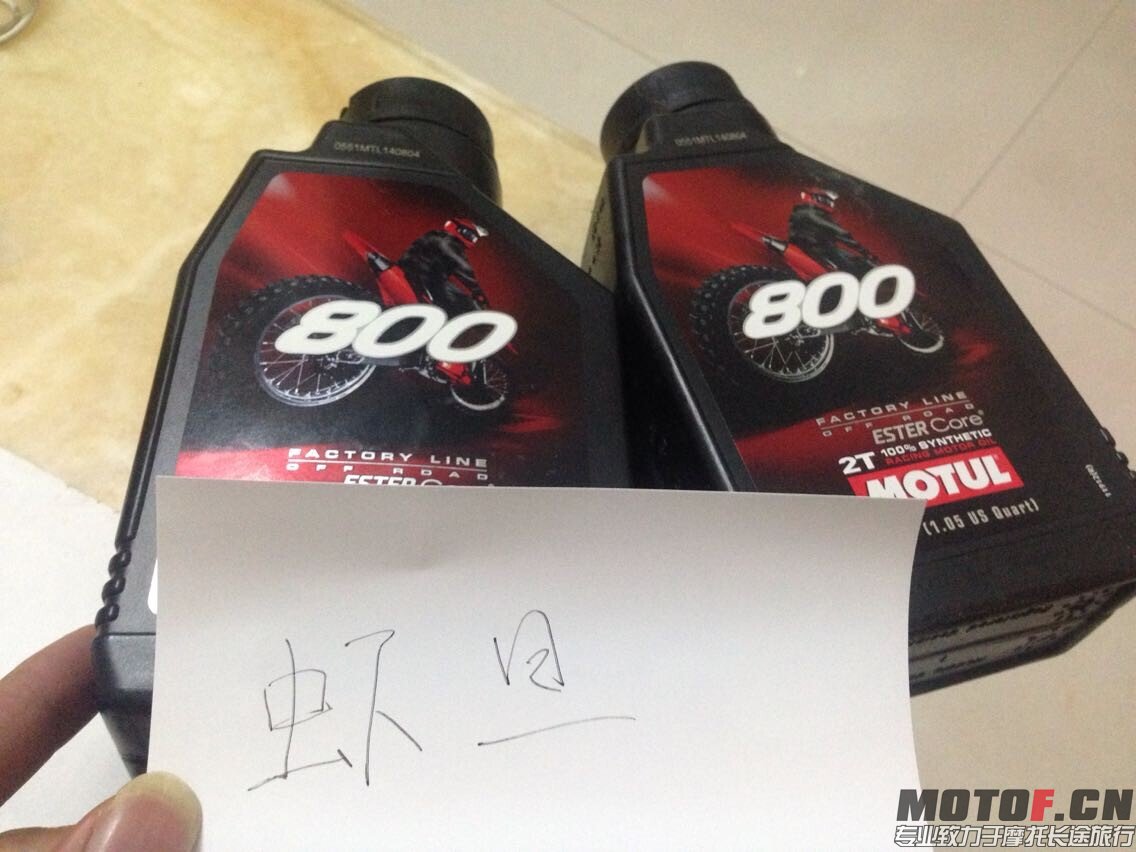 0551MTL140804
800
FACTORY LINE
OFF ROAD
ESTER Core
0551MTL140804
800
FACTORY LINE
OFF ROAD
ESTER Core®
2T 100% SYNTHETIC
RACING MOTOR OIL
MOTUL
(1.05 US Quart)
虾旦
MOTOF.CN
专业致力于摩托长途旅行